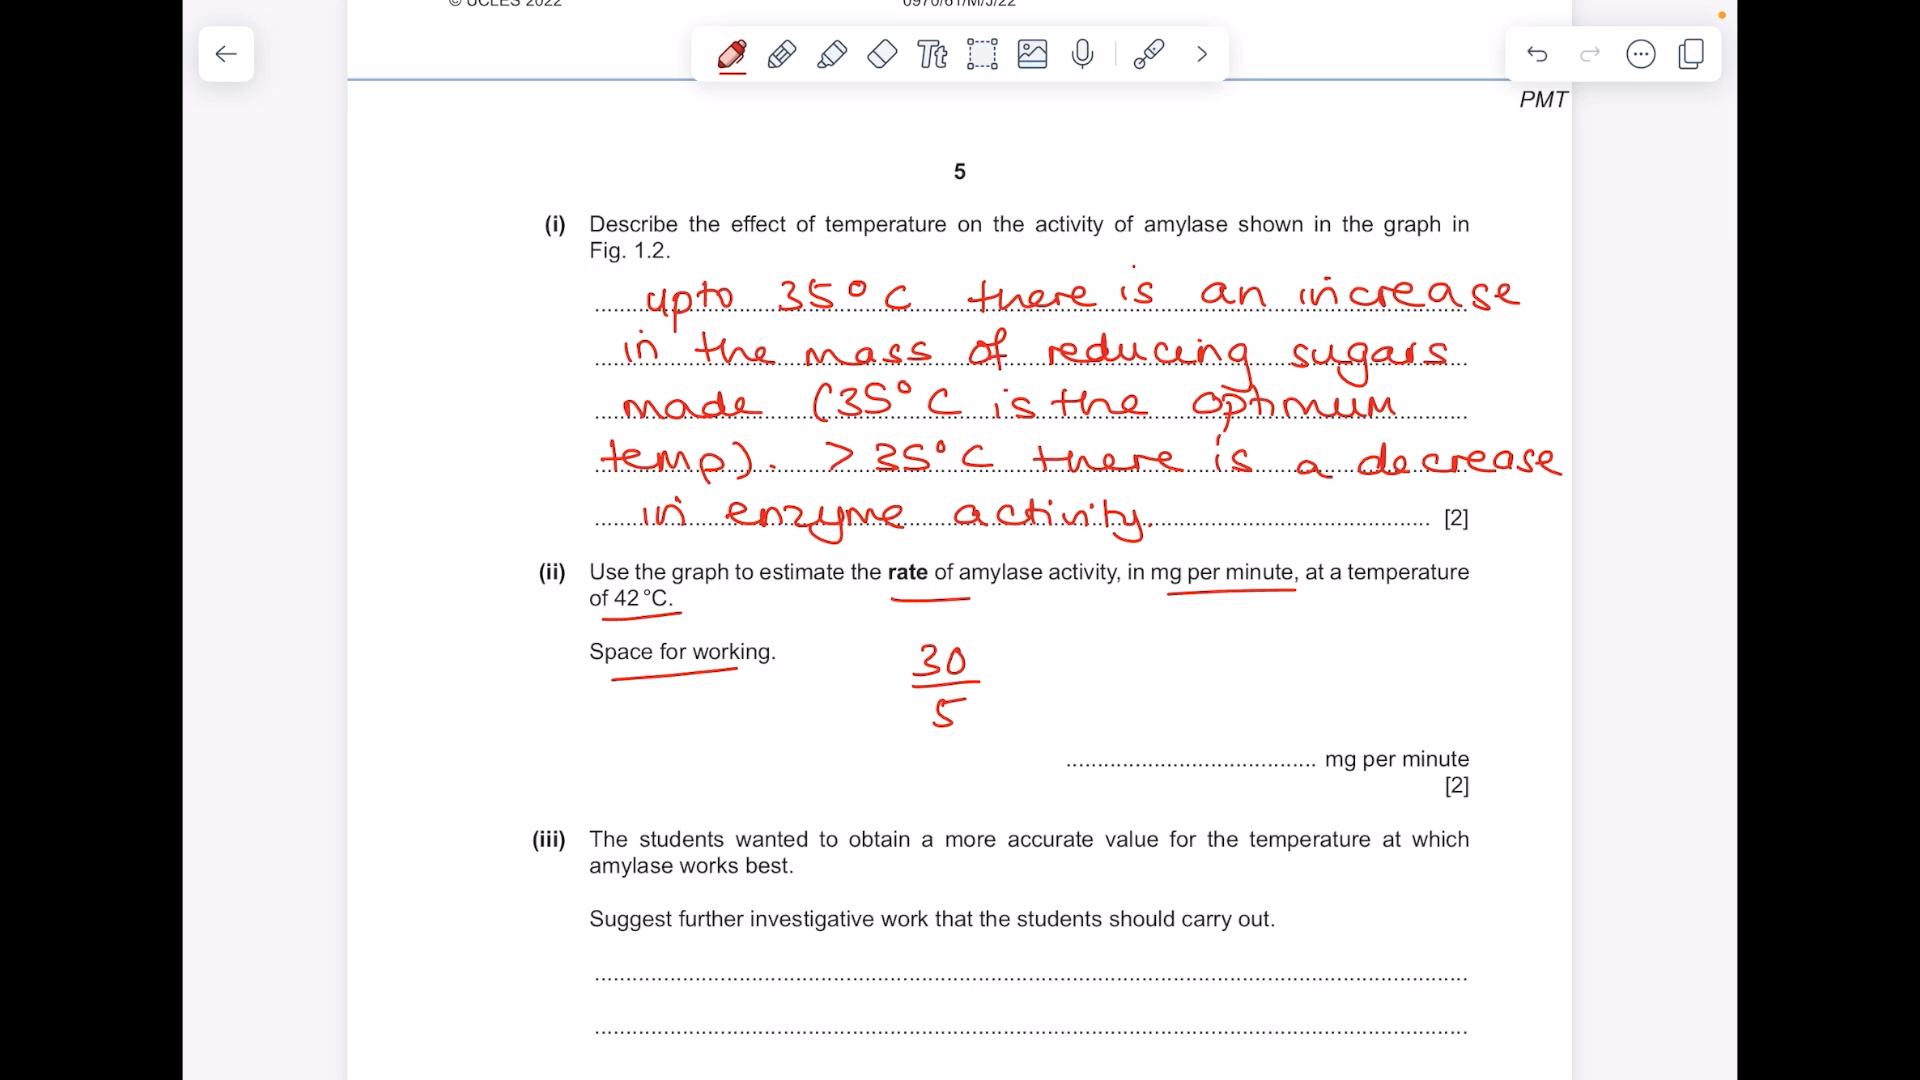 © UCLES 2022 0970/61/M/J/22
Tt
PMT
5
(i) Describe the effect of temperature on the activity of amylase shown in the graph in
Fig. 1.2.
upto 35°C there is an increase
in the mass of reducing sugars
made (35°C is the optimum
temp). > 35°C there is a decrease
in enzyme activity. [2]
(ii) Use the graph to estimate the rate of amylase activity, in mg per minute, at a temperature
of 42 °C.
Space for working.
30
5
mg per minute
[2]
(iii) The students wanted to obtain a more accurate value for the temperature at which
amylase works best.
Suggest further investigative work that the students should carry out.